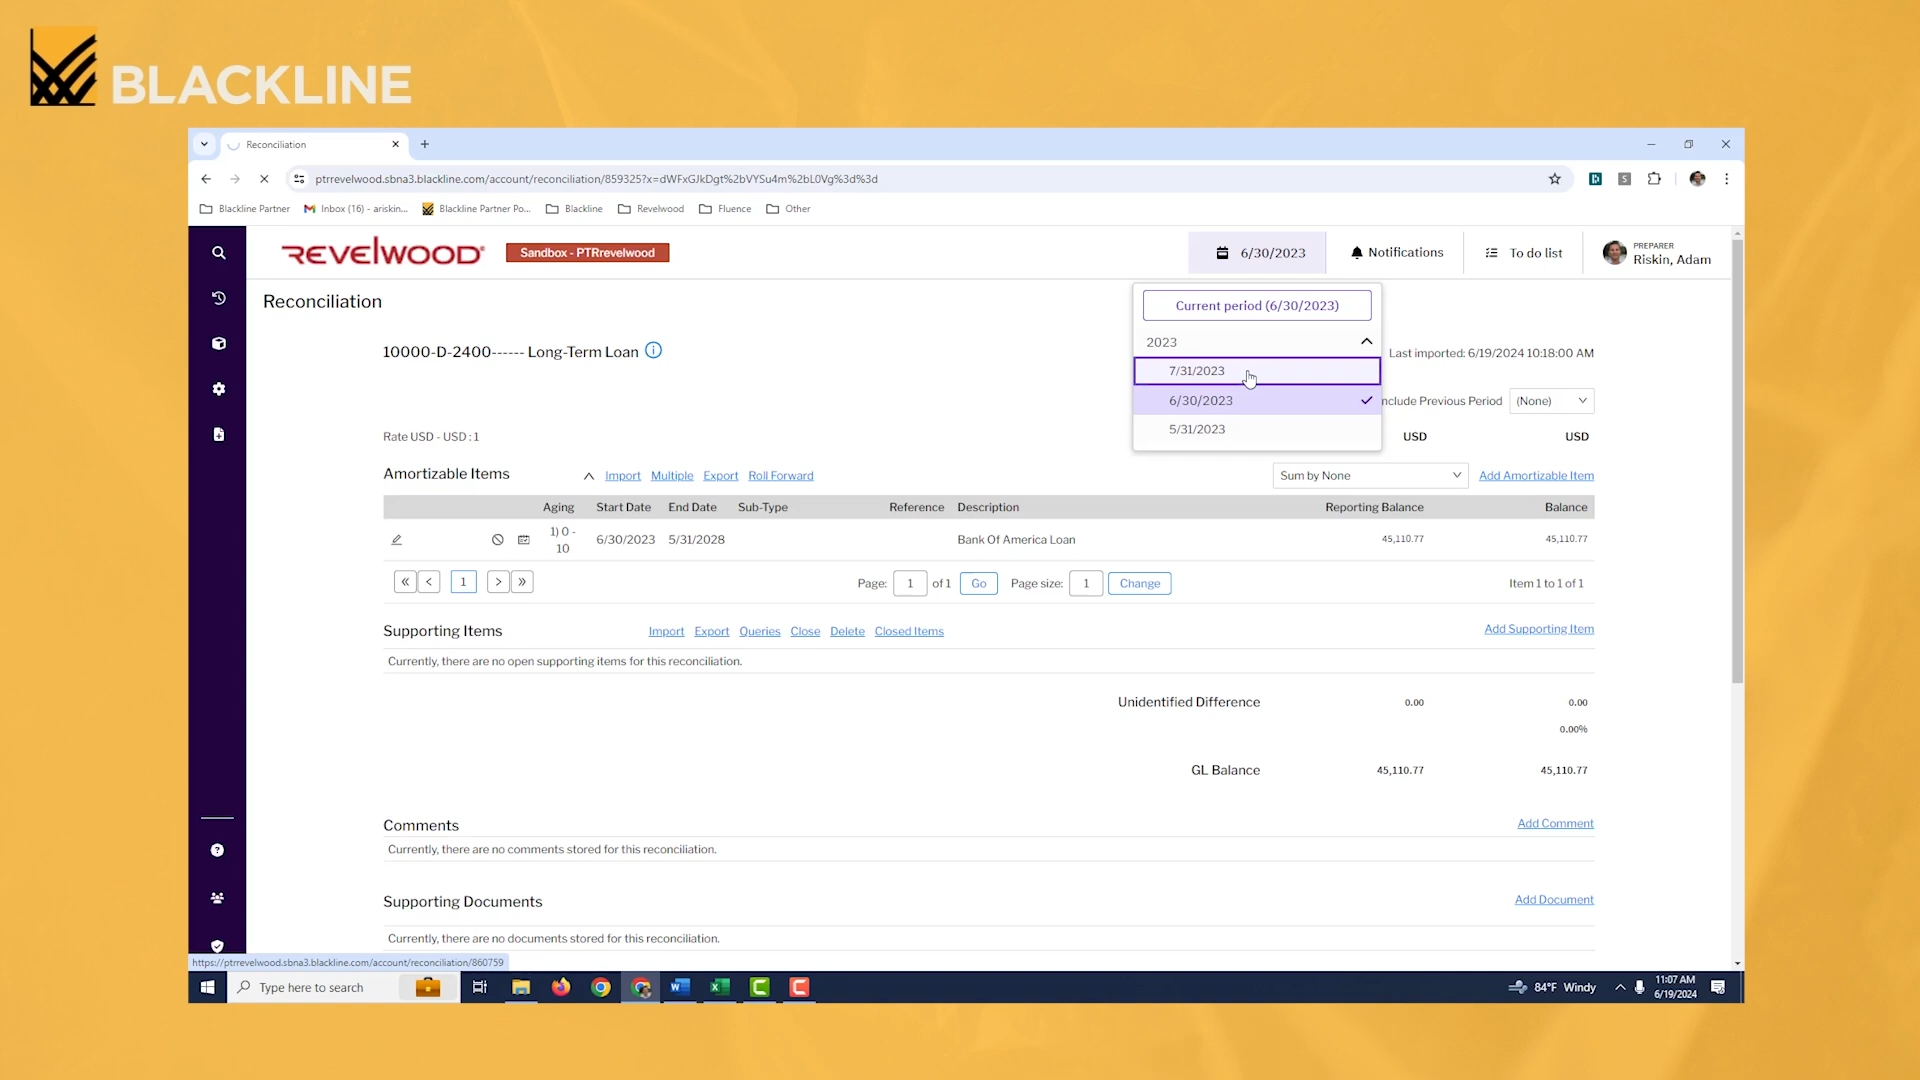 BLACKLINE
Reconciliation
ptrrevelwood.sbna3.blackline.com/account/reconciliation/859325?x=dWFxGJkDgt%2bVYSu4m%2bL0Vg%3d%3d
Blackline Partner
Inbox (16) - ariskin...
Blackline Partner Po...
Blackline
Revelwood
Fluence
Other
REVELWOOD
Sandbox - PTRrevelwood
6/30/2023
Notifications
To do list
PREPARER
Riskin, Adam
Reconciliation
Current period (6/30/2023)
2023
7/31/2023
6/30/2023
5/31/2023
10000-D-2400------ Long-Term Loan
Last imported: 6/19/2024 10:18:00 AM
nclude Previous Period (None)
Rate USD - USD : 1
USD USD
Amortizable Items
Import Multiple Export Roll Forward
Sum by None
Add Amortizable Item
Aging Start Date End Date Sub-Type Reference Description Reporting Balance Balance
1) 0 -
10
6/30/2023 5/31/2028 Bank Of America Loan 45,110.77 45,110.77
« < 1 > » Page: 1 of 1 Go Page size: 1 Change Item 1 to 1 of 1
Supporting Items
Import Export Queries Close Delete Closed Items
Add Supporting Item
Currently, there are no open supporting items for this reconciliation.
Unidentified Difference 0.00 0.00
0.00%
GL Balance 45,110.77 45,110.77
Comments
Add Comment
Currently, there are no comments stored for this reconciliation.
Supporting Documents
Add Document
Currently, there are no documents stored for this reconciliation.
https://ptrrevelwood.sbna3.blackline.com/account/reconciliation/860759
Type here to search
84°F Windy
11:07 AM
6/19/2024